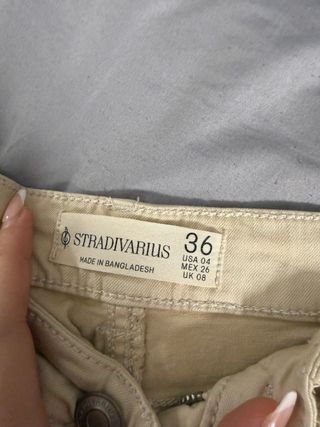 STRADIVARIUS
MADE IN BANGLADESH
36
USA 04
MEX 26
UK 08